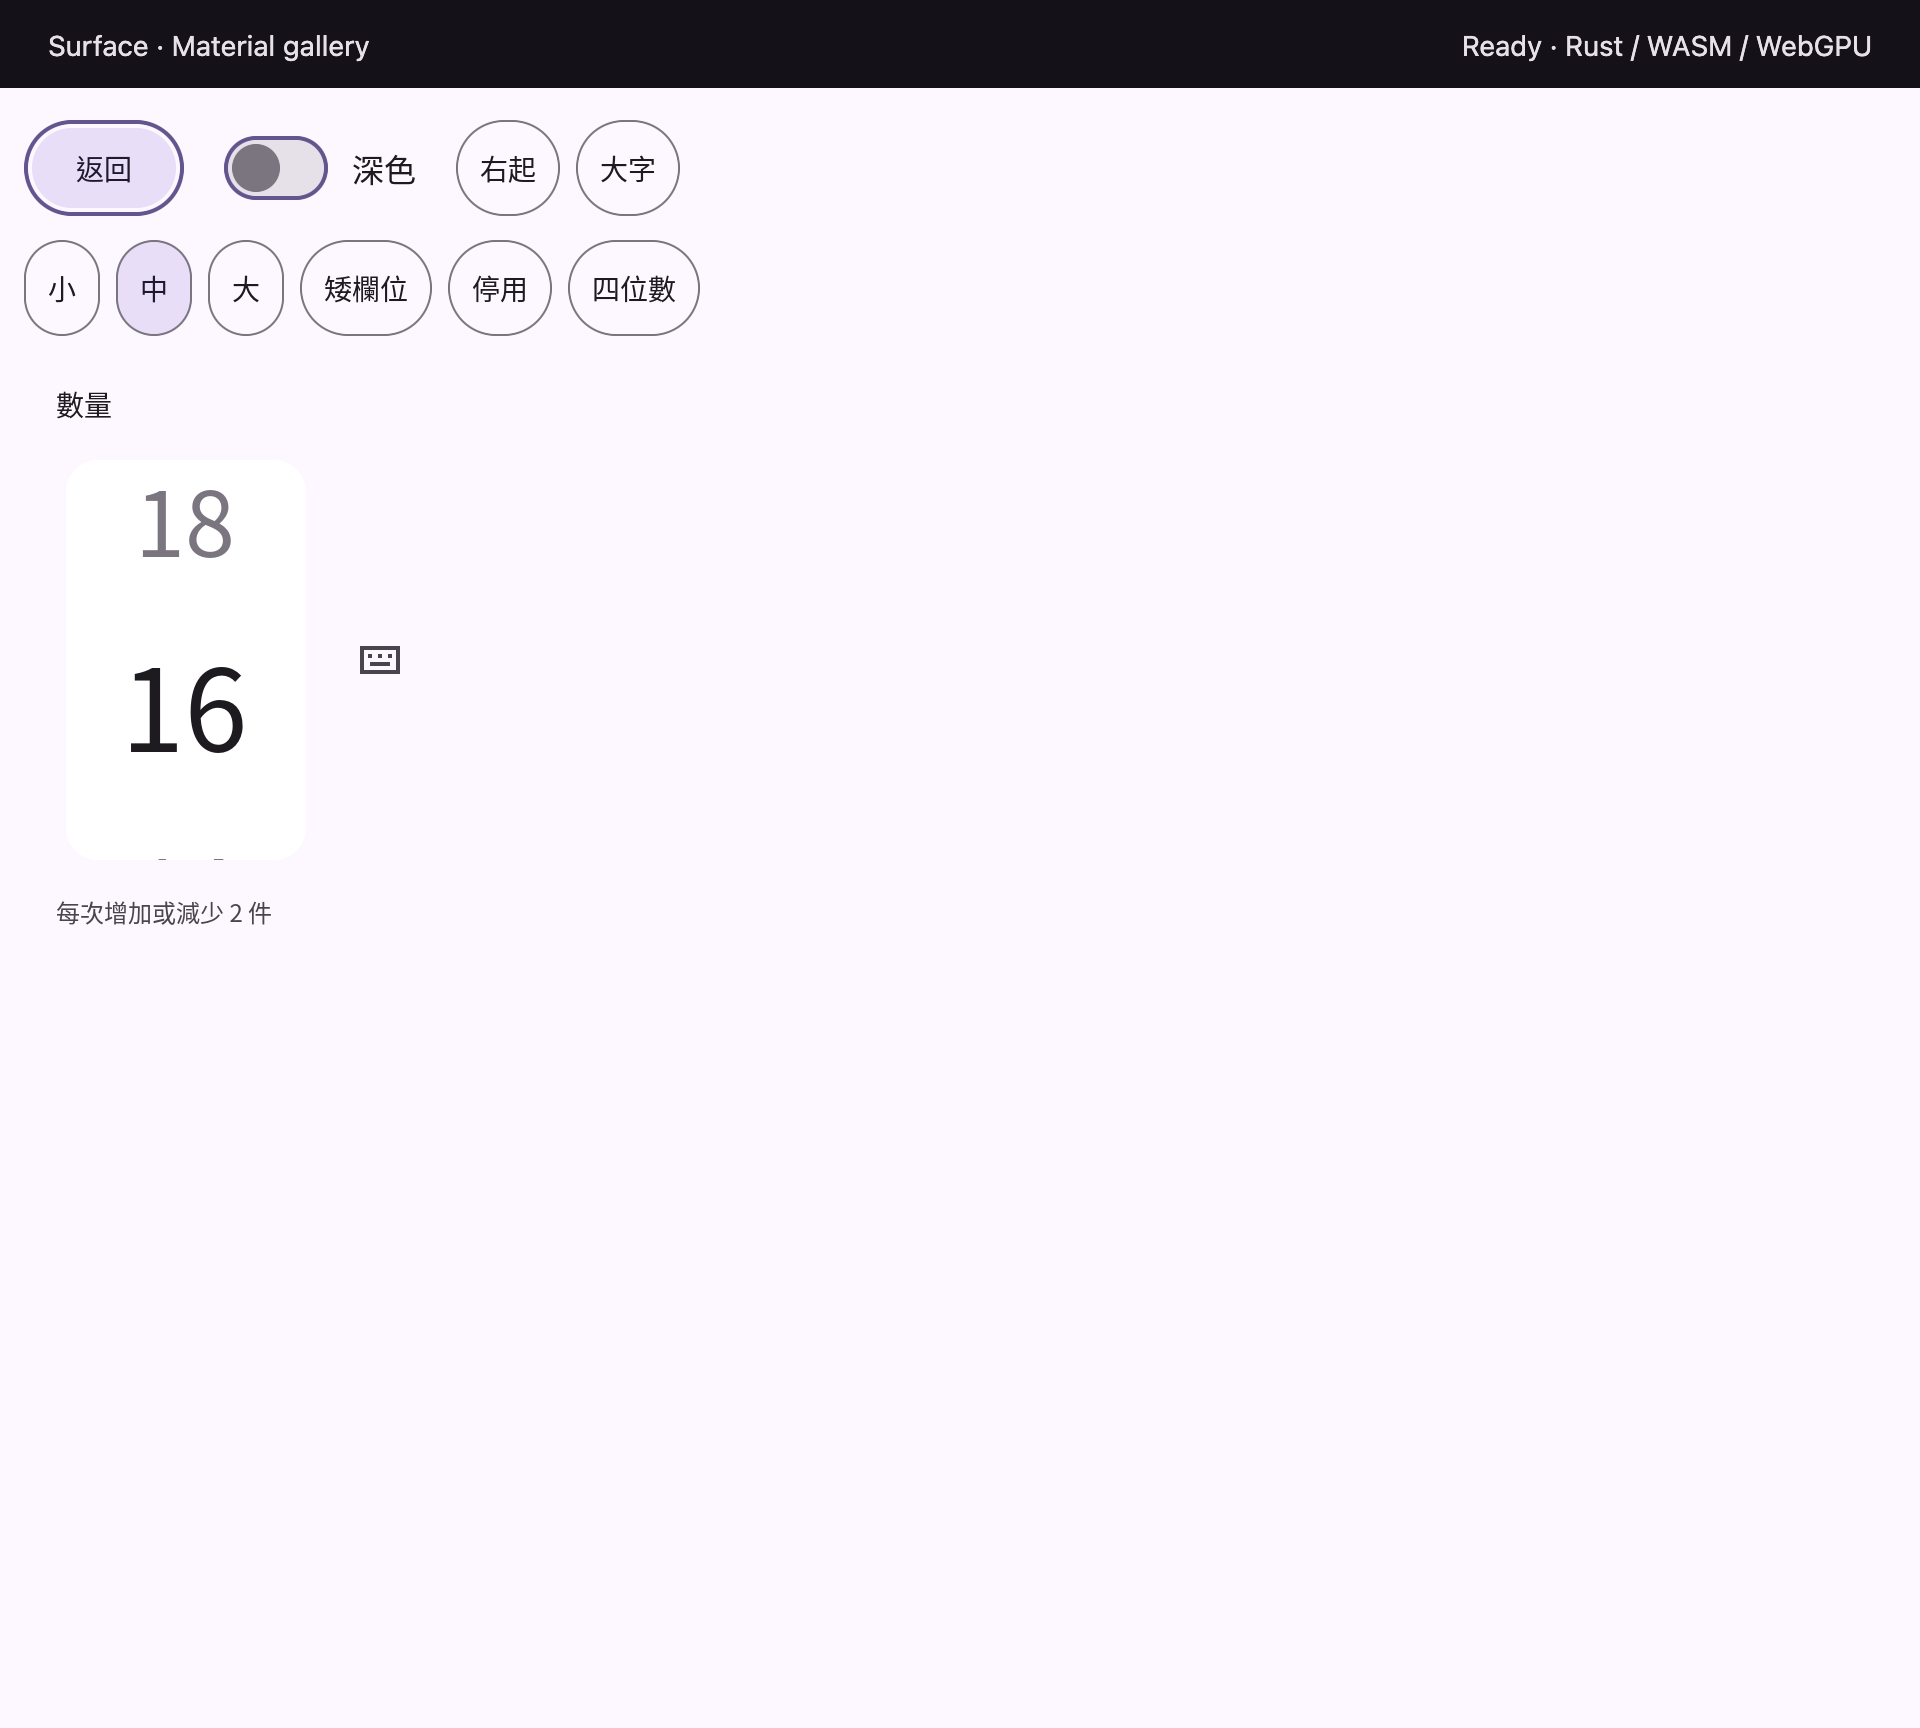 Surface · Material gallery
Ready · Rust / WASM / WebGPU
返回 深色 右起 大字
小 中 大 矮欄位 停用 四位數
數量
18
16
每次增加或減少 2 件